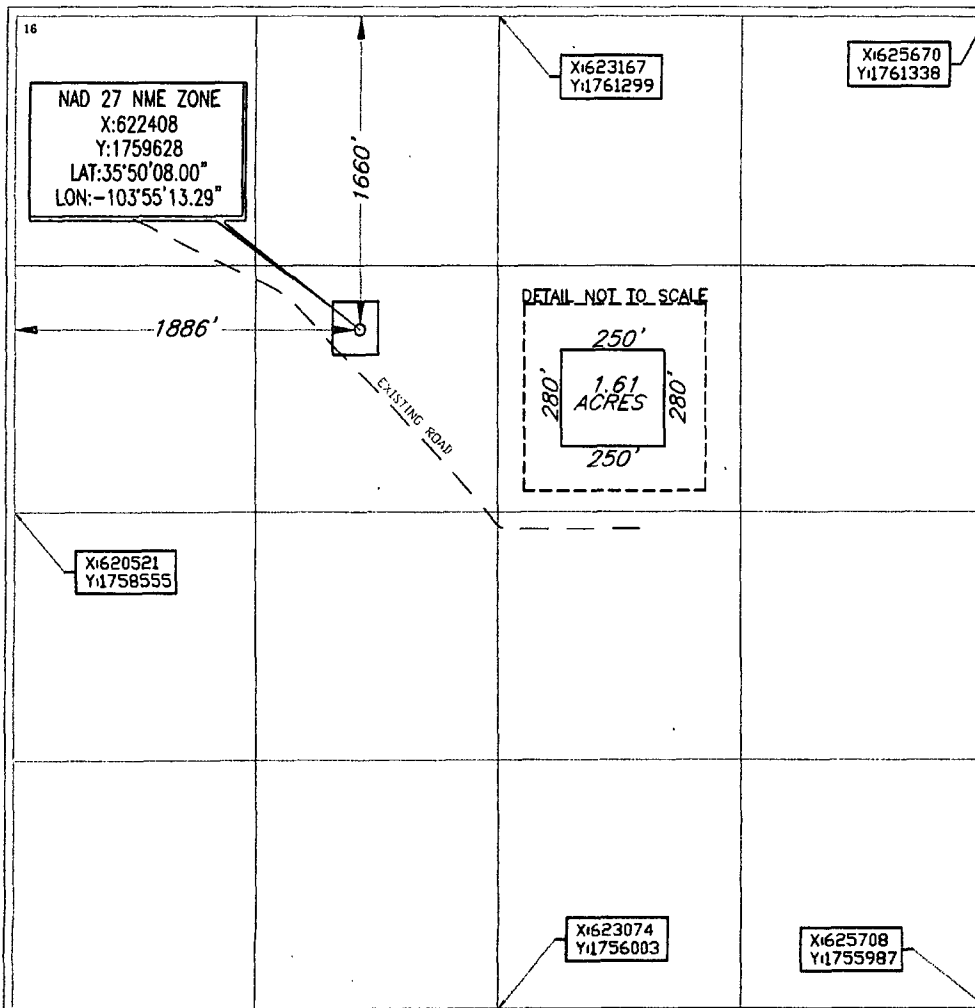 16
NAD 27 NME ZONE
X:622408
Y:1759628
LAT:35°50'08.00"
LON:-103°55'13.29"
X:623167
Y:1761299
X:625670
Y:1761338
1660'
1886'
EXISTING ROAD
DETAIL NOT TO SCALE
250'
280'
1.61
ACRES
280'
250'
X:620521
Y:1758555
X:623074
Y:1756003
X:625708
Y:1755987